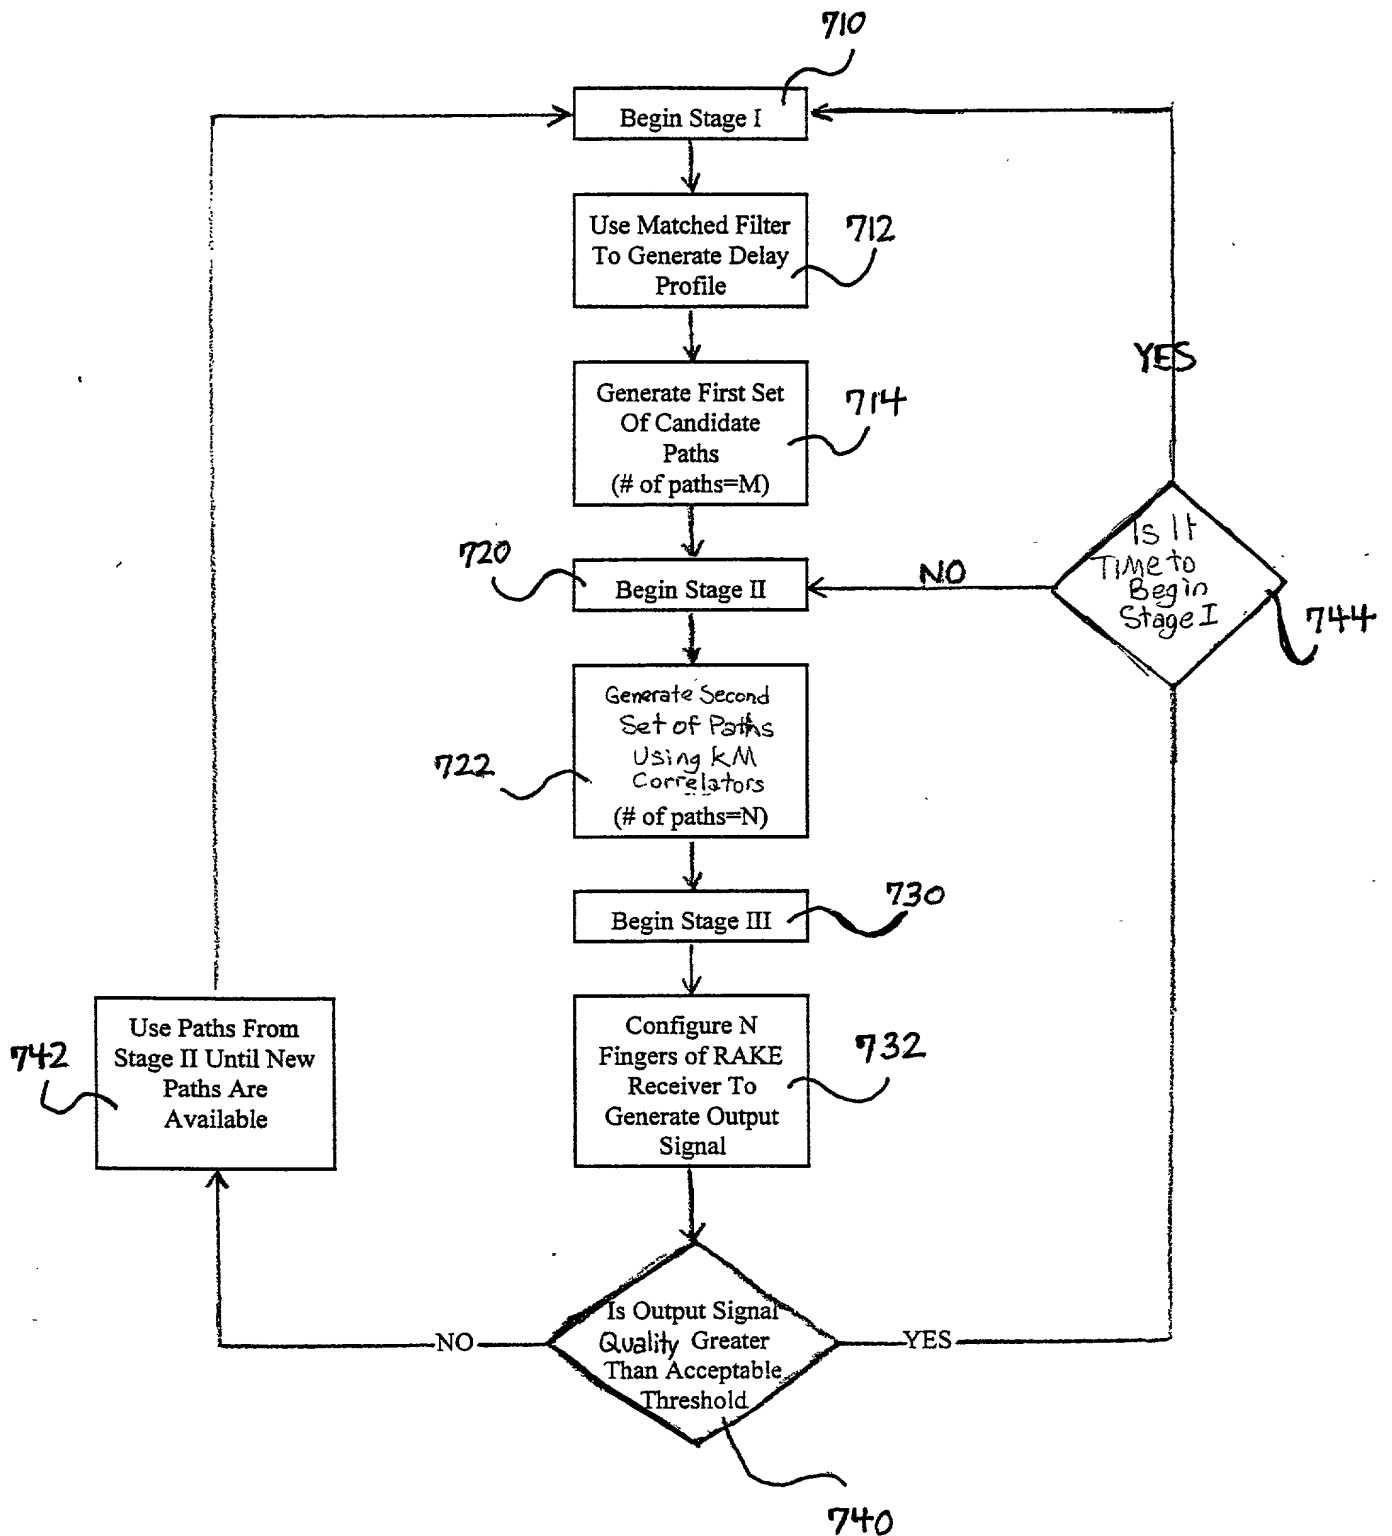 710
Begin Stage I
Use Matched Filter
To Generate Delay
Profile
712
YES
Generate First Set
Of Candidate
Paths
(# of paths=M)
714
720
Begin Stage II
NO
Is It
Time to
Begin
Stage I
744
Generate Second
Set of Paths
Using kM
Correlators
(# of paths=N)
722
Begin Stage III
730
Use Paths From
Stage II Until New
Paths Are
Available
742
Configure N
Fingers of RAKE
Receiver To
Generate Output
Signal
732
Is Output Signal
Quality Greater
Than Acceptable
Threshold
NO
YES
740